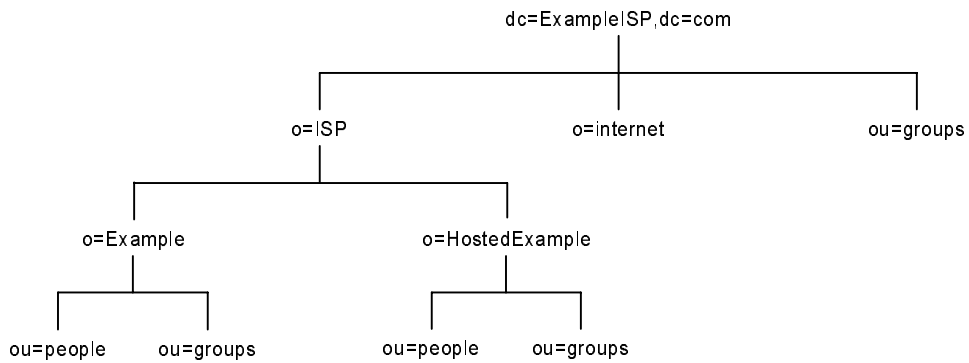 dc=ExampleISP,dc=com
o=ISP
o=internet
ou=groups
o=Example
o=HostedExample
ou=people
ou=groups
ou=people
ou=groups